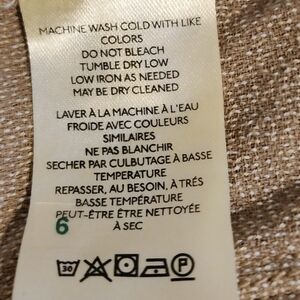 MACHINE WASH COLD WITH LIKE
COLORS
DO NOT BLEACH
TUMBLE DRY LOW
LOW IRON AS NEEDED
MAY BE DRY CLEANED
LAVER À LA MACHINE À L'EAU
FROIDE AVEC COULEURS
SIMILAIRES
NE PAS BLANCHIR
SECHER PAR CULBUTAGE À BASSE
TEMPERATURE
REPASSER, AU BESOIN, À TRÉS
BASSE TEMPÉRATURE
PEUT-ÊTRE ÊTRE NETTOYÉE
À SEC
6
30
P